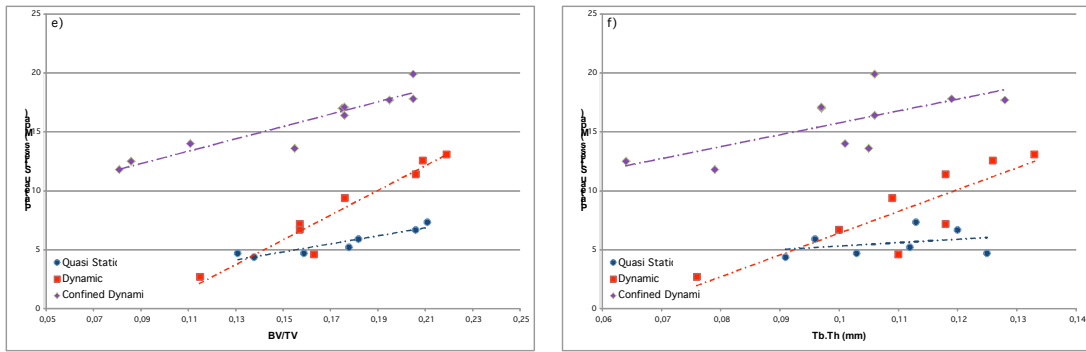 e)
25
20
15
10
5
0
Quasi Static
Dynamic
Confined Dynami
0,05 0,07 0,09 0,11 0,13 0,15 0,17 0,19 0,21 0,23 0,25
BV/TV
f)
25
20
15
10
5
0
Quasi Static
Dynamic
Confined Dynami
0,06 0,07 0,08 0,09 0,10 0,11 0,12 0,13 0,14
Tb.Th (mm)